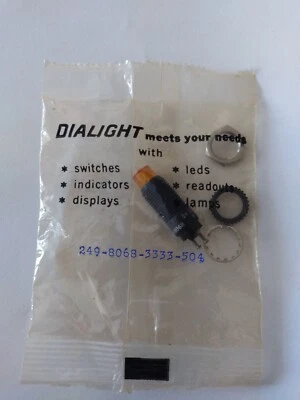 DIALIGHT meets your needs
with
* switches * leds
* indicators * readouts
* displays * lamps
249-8068-3333-504